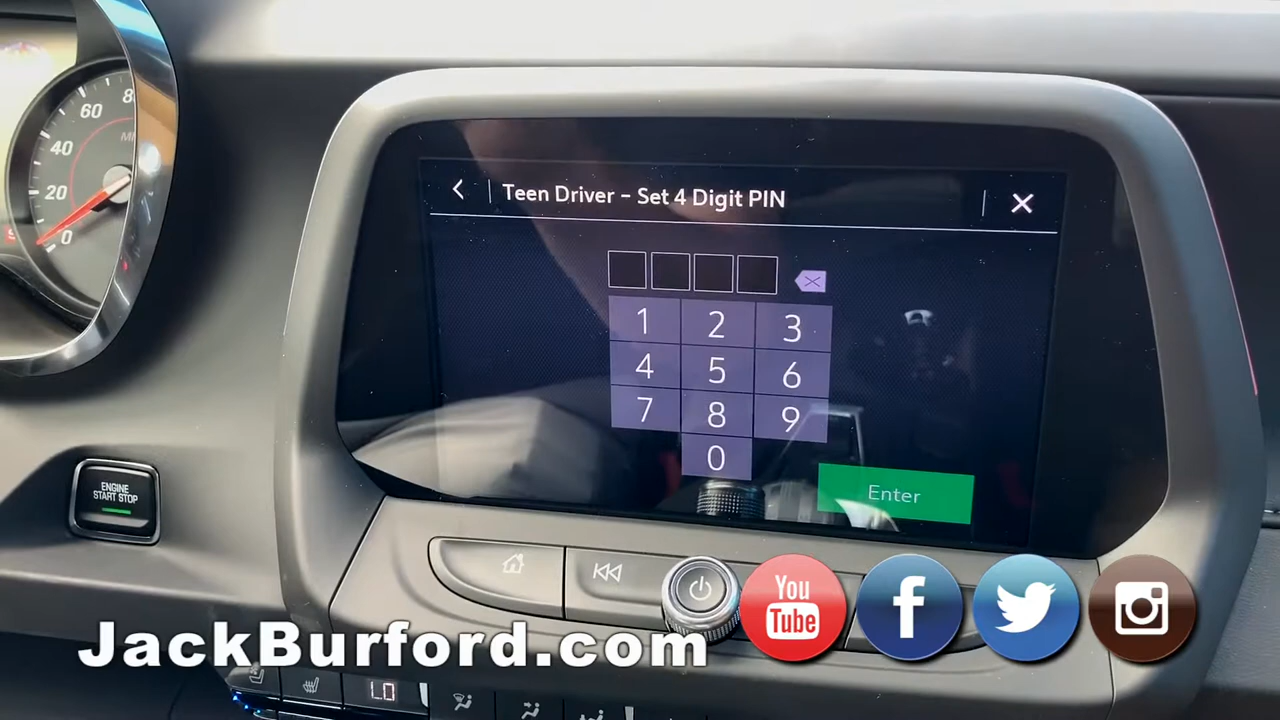 60
8
40
20
0
Teen Driver – Set 4 Digit PIN
1 2 3
4 5 6
7 8 9
0
Enter
ENGINE
START STOP
You
Tube
f
JackBurford.com
LO